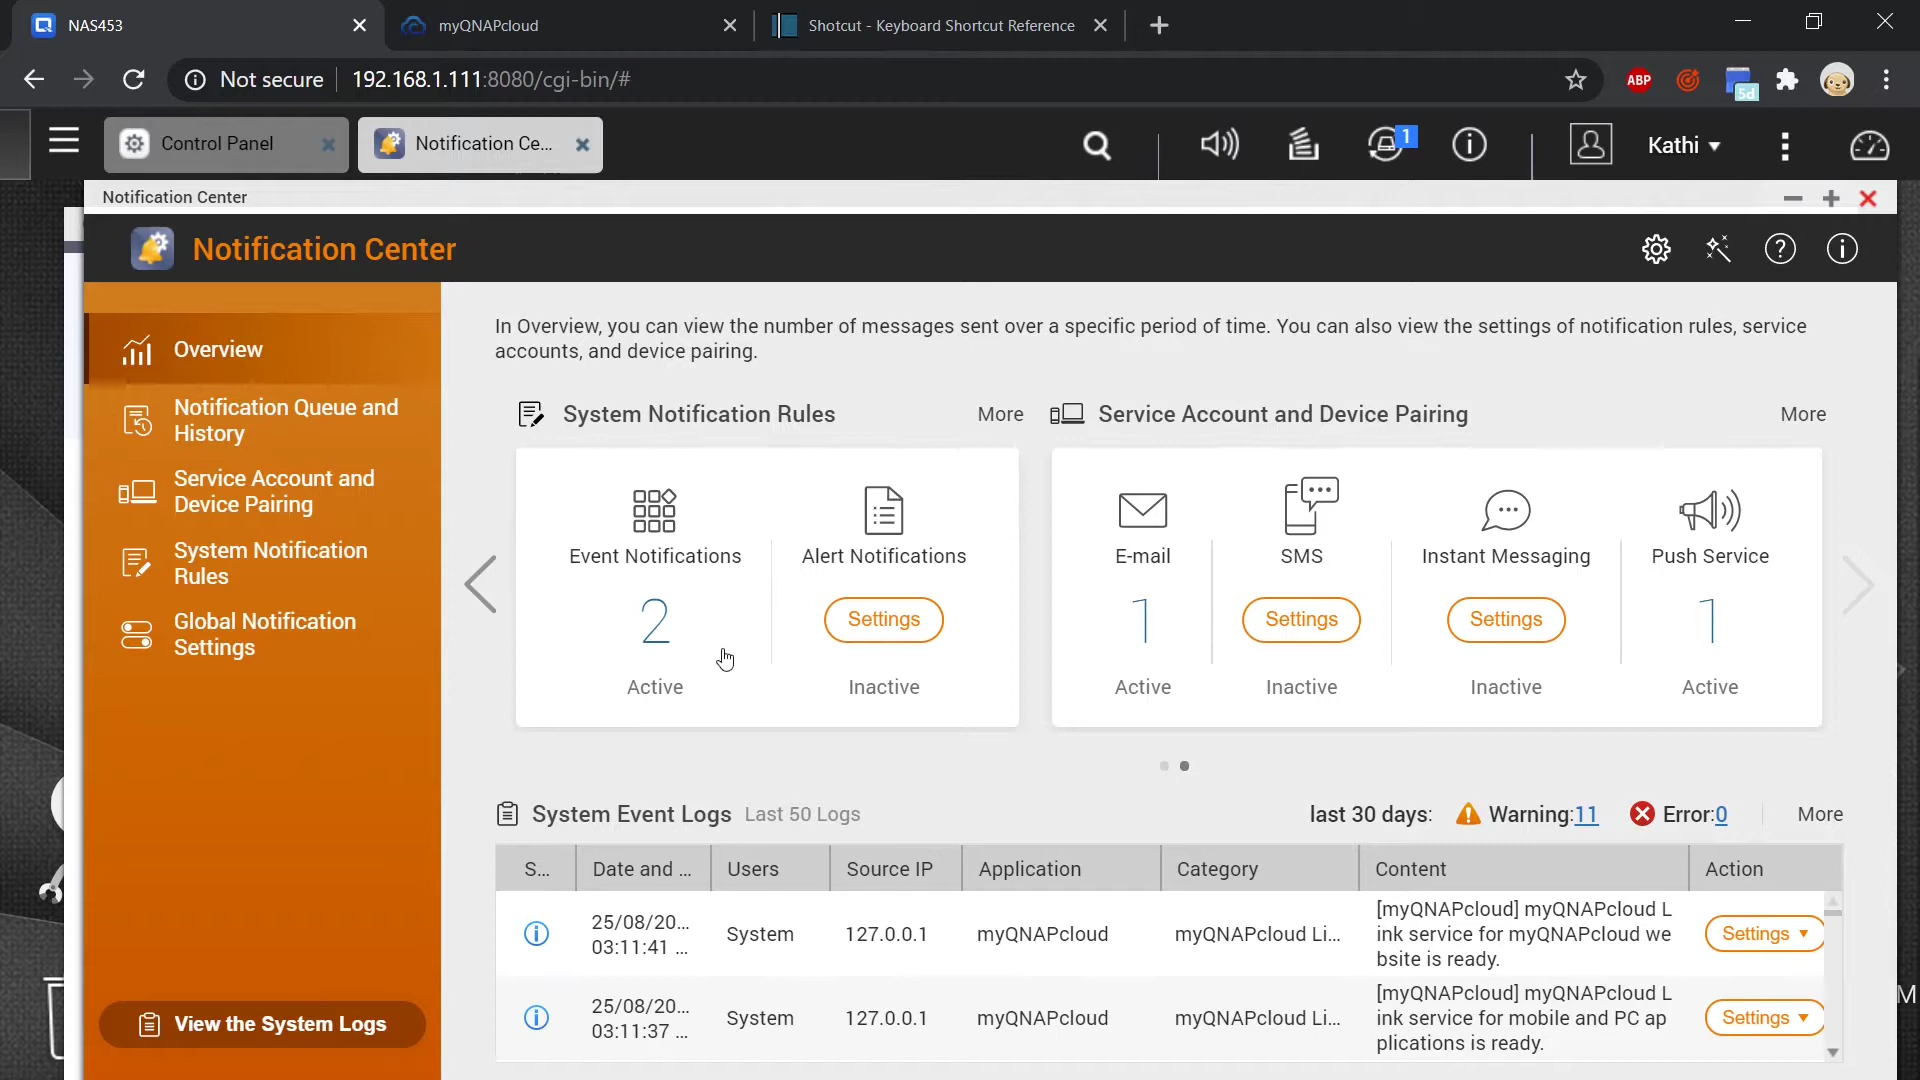 NAS453
myQNAPcloud
Shotcut - Keyboard Shortcut Reference
Not secure
192.168.1.111:8080/cgi-bin/#
ABP
5d
Control Panel
Notification Ce...
1
Kathi
Notification Center
Notification Center
Overview
Notification Queue and
History
Service Account and
Device Pairing
System Notification
Rules
Global Notification
Settings
View the System Logs
In Overview, you can view the number of messages sent over a specific period of time. You can also view the settings of notification rules, service
accounts, and device pairing.
System Notification Rules
More
Event Notifications
2
Active
Alert Notifications
Settings
Inactive
Service Account and Device Pairing
More
E-mail
1
Active
SMS
Settings
Inactive
Instant Messaging
Settings
Inactive
Push Service
1
Active
System Event Logs Last 50 Logs
last 30 days: Warning:11 Error:0 More
S... Date and ... Users Source IP Application Category Content Action
25/08/20...
03:11:41 ...
System
127.0.0.1
myQNAPcloud
myQNAPcloud Li...
[myQNAPcloud] myQNAPcloud L
ink service for myQNAPcloud we
bsite is ready.
Settings
25/08/20...
03:11:37 ...
System
127.0.0.1
myQNAPcloud
myQNAPcloud Li...
[myQNAPcloud] myQNAPcloud L
ink service for mobile and PC ap
plications is ready.
Settings
M